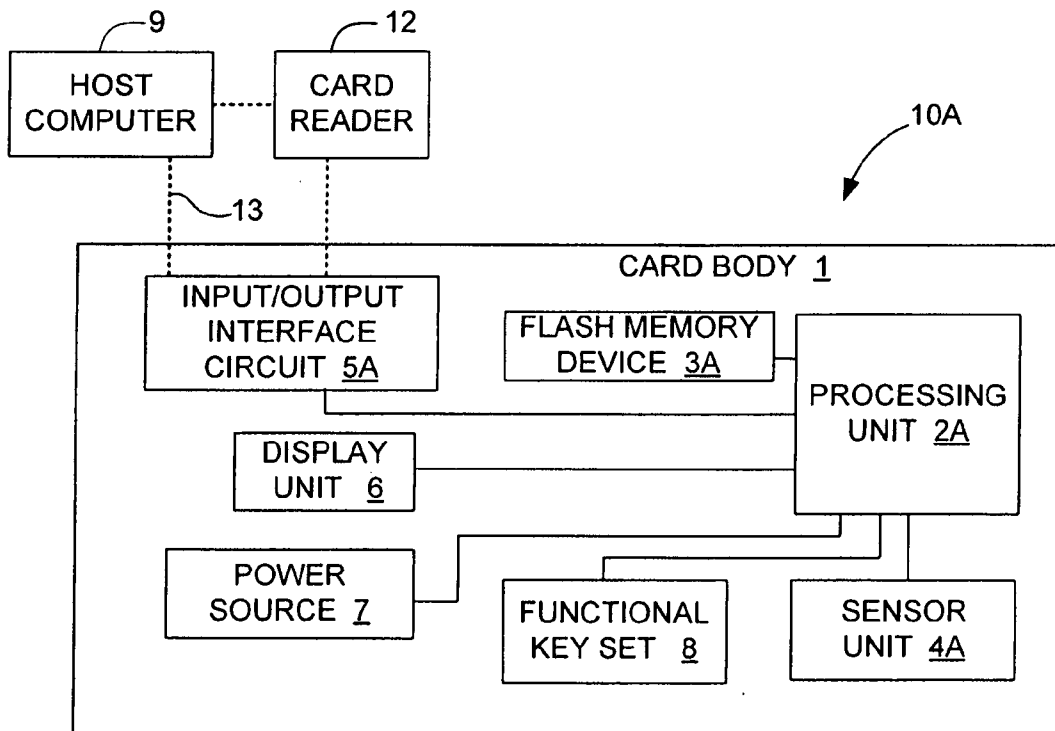 9
12
HOST
COMPUTER
CARD
READER
10A
13
CARD BODY 1
INPUT/OUTPUT
INTERFACE
CIRCUIT 5A
FLASH MEMORY
DEVICE 3A
PROCESSING
UNIT 2A
DISPLAY
UNIT 6
POWER
SOURCE 7
FUNCTIONAL
KEY SET 8
SENSOR
UNIT 4A